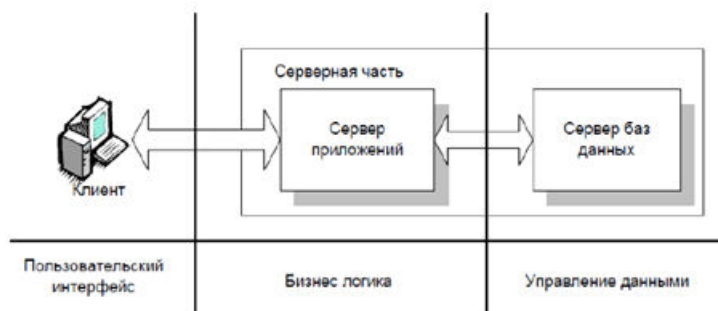 Серверная часть
Сервер
приложений
Сервер баз
данных
Клиент
Пользовательский
интерфейс
Бизнес логика
Управление данными